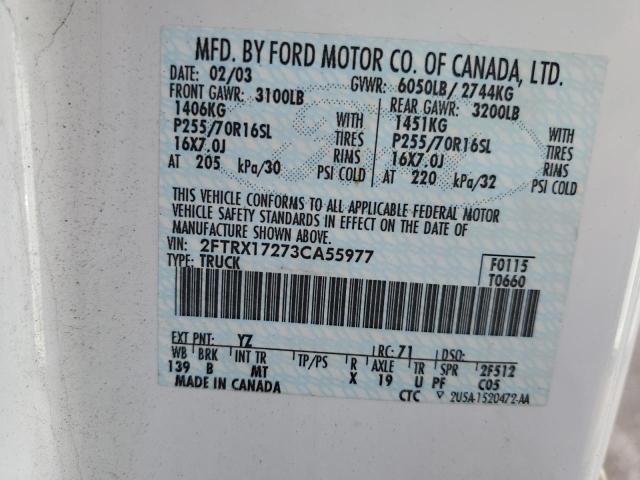 MFD. BY FORD MOTOR CO. OF CANADA, LTD.
DATE: 02/03 GVWR: 6050LB/ 2744KG
FRONT GAWR: 3100LB REAR GAWR: 3200LB
1406KG WITH 1451KG WITH
P255/70R16SL TIRES P255/70R16SL TIRES
16X7.0J RIMS 16X7.0J RIMS
AT 205 kPa/30 PSI COLD AT 220 kPa/32 PSI COLD
THIS VEHICLE CONFORMS TO ALL APPLICABLE FEDERAL MOTOR
VEHICLE SAFETY STANDARDS IN EFFECT ON THE DATE OF
MANUFACTURE SHOWN ABOVE.
VIN: 2FTRX17273CA55977 F0115
TYPE: TRUCK T0660
EXT PNT: YZ RC: 71 DSO:
WB BRK INT TR TP/PS R AXLE TR SPR 2F512
139 B MT X 19 U PF C05
MADE IN CANADA CTC ▽ 2U5A-1520472-AA